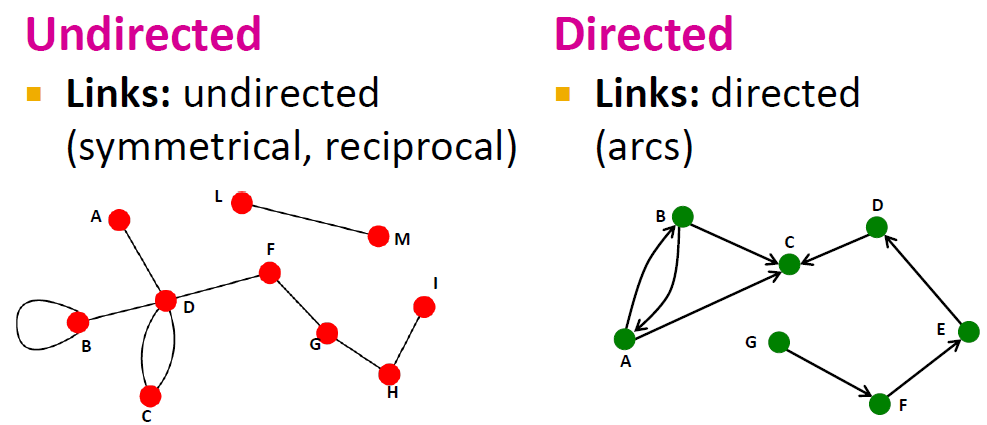 Undirected
Links: undirected
(symmetrical, reciprocal)
L
A
M
F
I
D
B
G
H
C
Directed
Links: directed
(arcs)
D
B
C
E
G
A
F